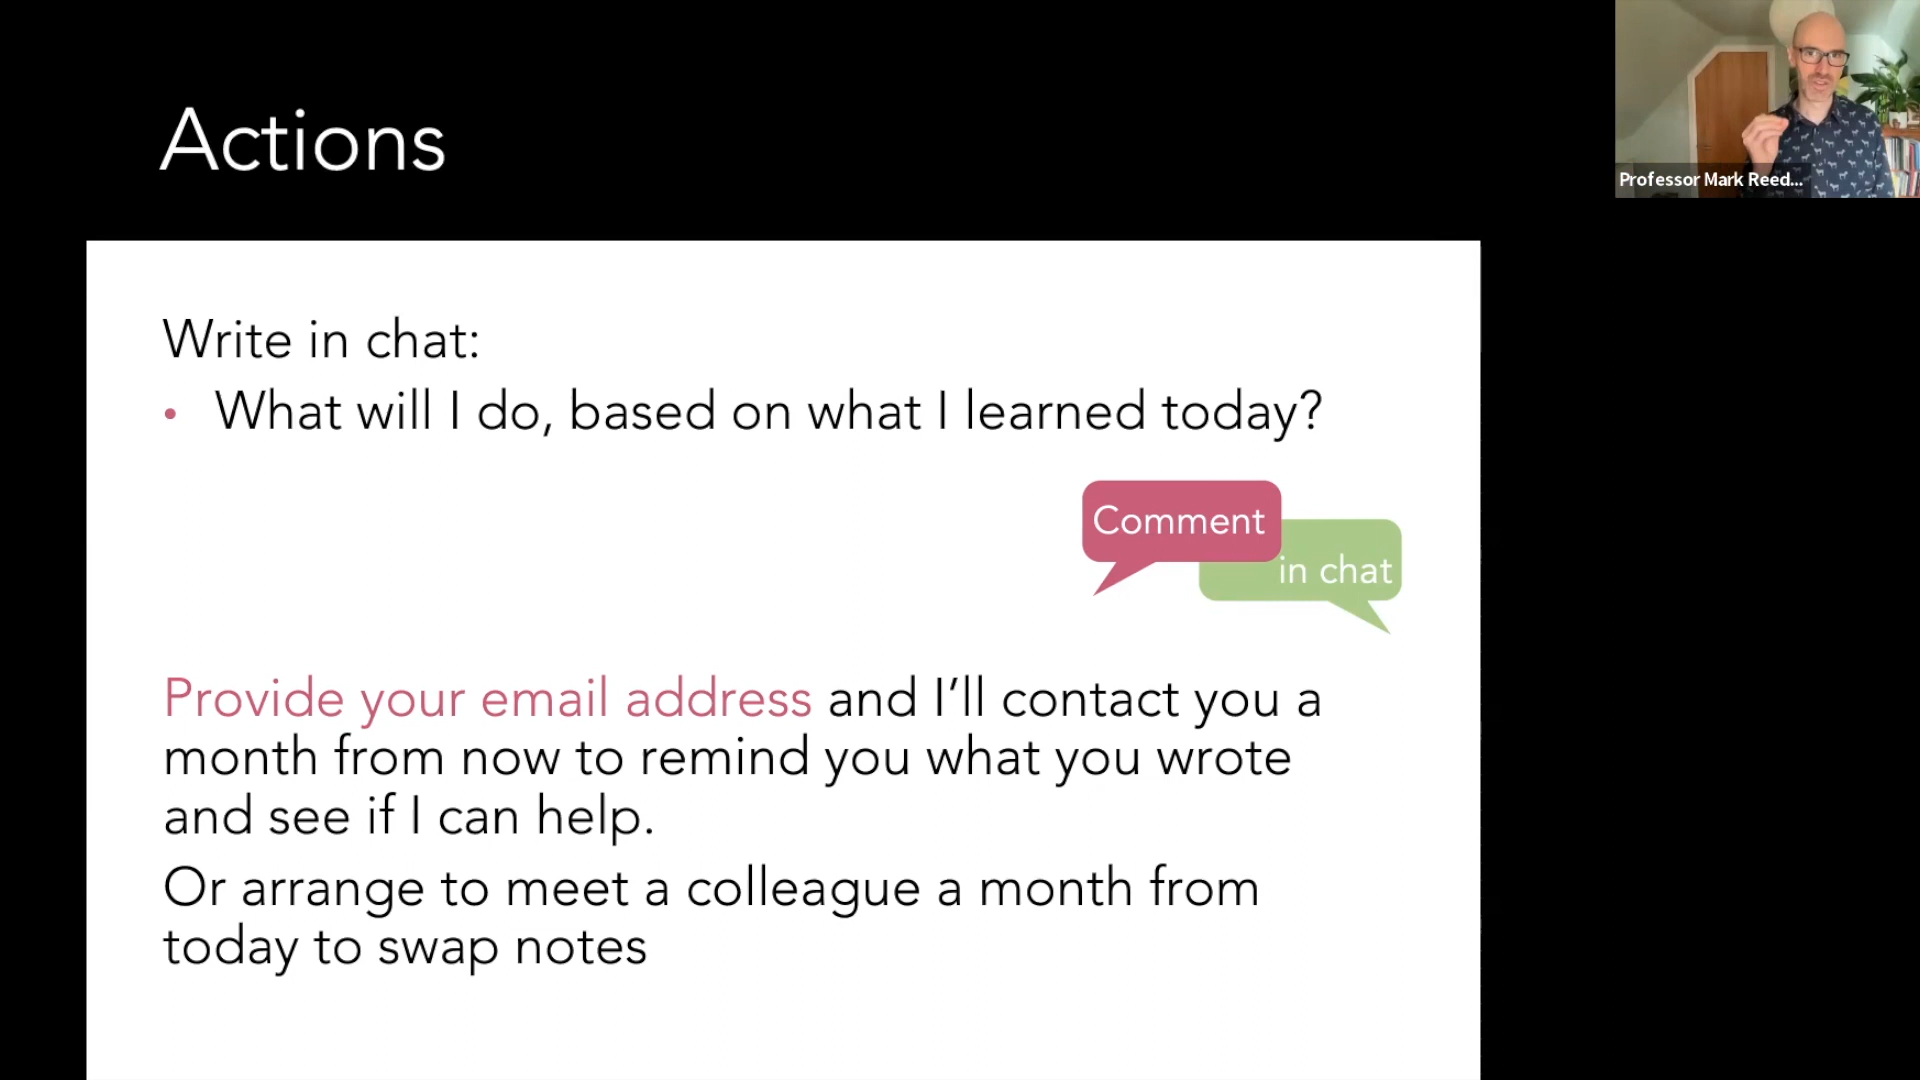 Actions
Professor Mark Reed...
Write in chat:
• What will I do, based on what I learned today?
Comment
in chat
Provide your email address and I’ll contact you a
month from now to remind you what you wrote
and see if I can help.
Or arrange to meet a colleague a month from
today to swap notes